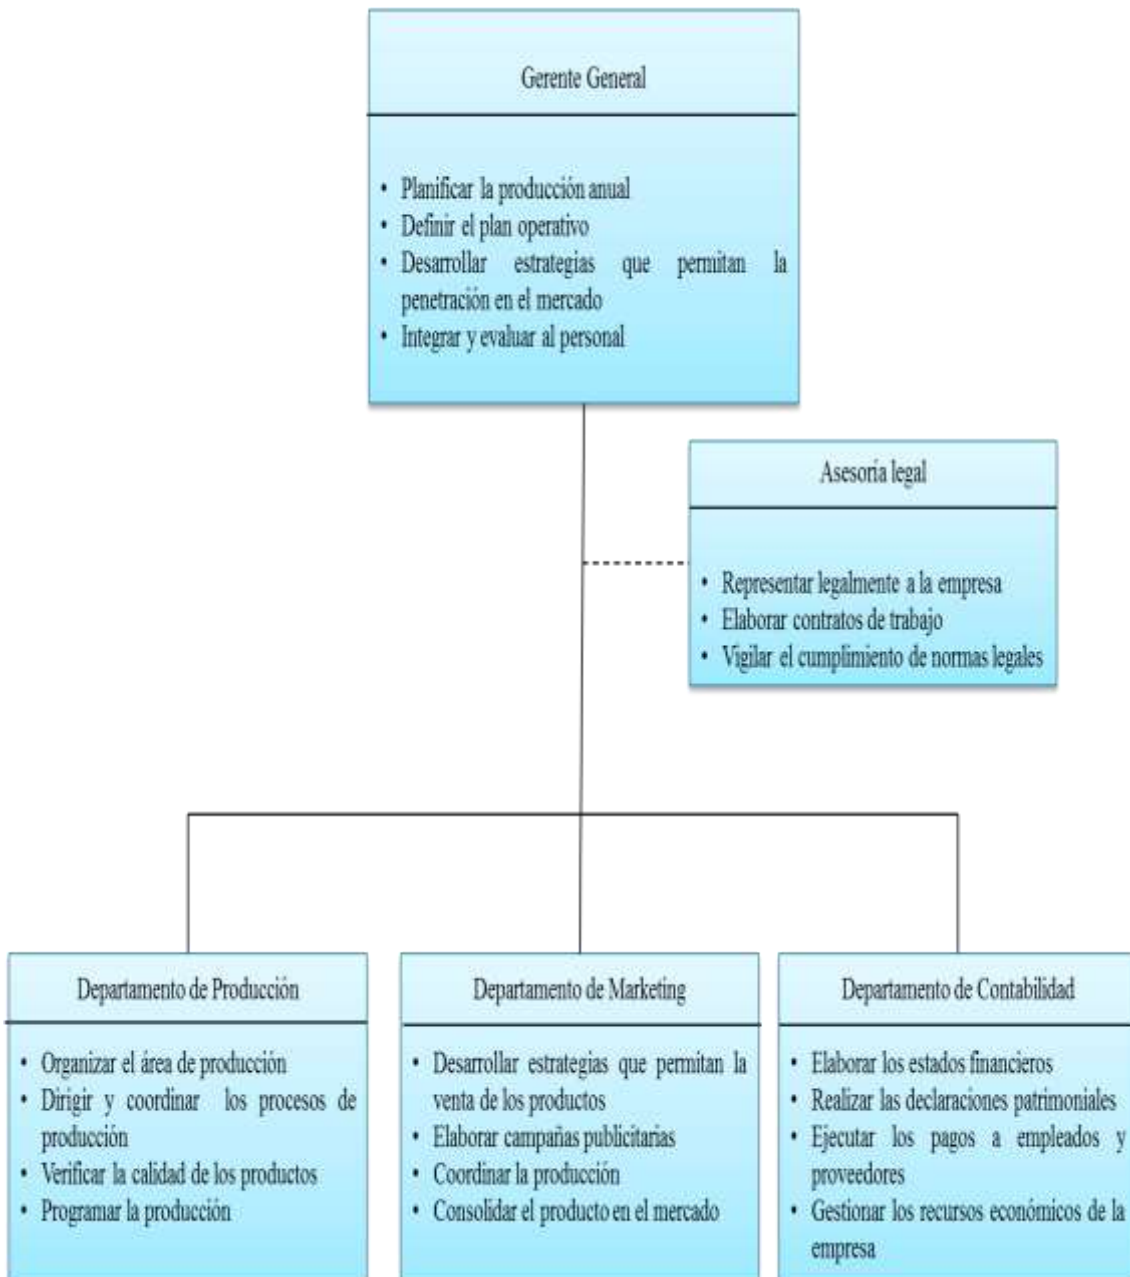 Gerente General
• Planificar la producción anual
• Definir el plan operativo
• Desarrollar estrategias que permitan la
penetración en el mercado
• Integrar y evaluar al personal
Asesoría legal
• Representar legalmente a la empresa
• Elaborar contratos de trabajo
• Vigilar el cumplimiento de normas legales
Departamento de Producción
• Organizar el área de producción
• Dirigir y coordinar los procesos de
producción
• Verificar la calidad de los productos
• Programar la producción
Departamento de Marketing
• Desarrollar estrategias que permitan la
venta de los productos
• Elaborar campañas publicitarias
• Coordinar la producción
• Consolidar el producto en el mercado
Departamento de Contabilidad
• Elaborar los estados financieros
• Realizar las declaraciones patrimoniales
• Ejecutar los pagos a empleados y
proveedores
• Gestionar los recursos económicos de la
empresa